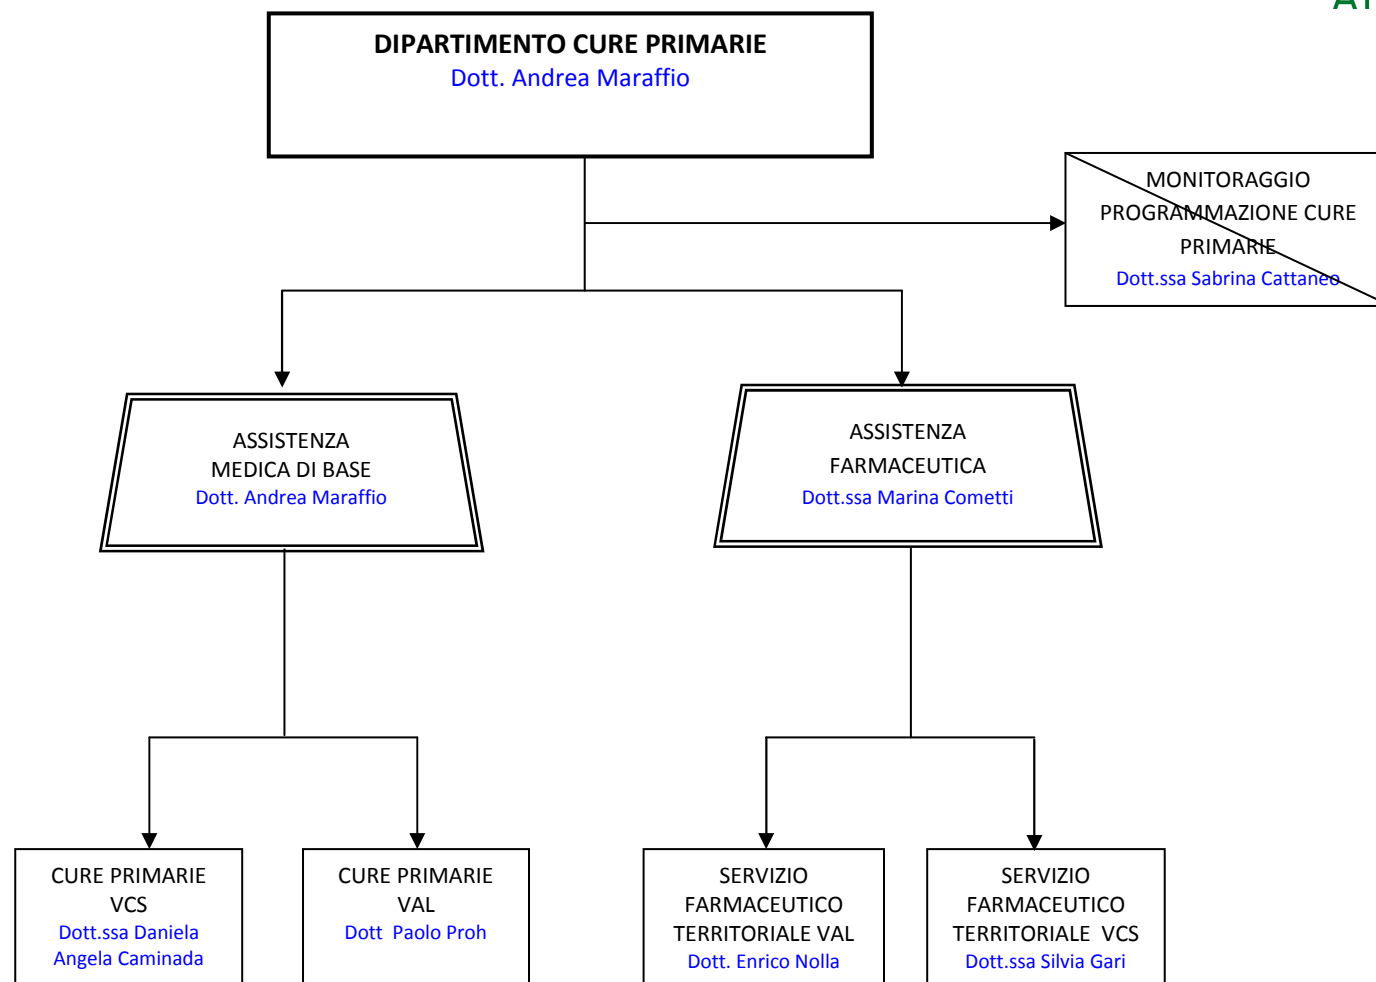 DIPARTIMENTO CURE PRIMARIE
Dott. Andrea Maraffio
MONITORAGGIO
PROGRAMMAZIONE CURE
PRIMARIE
Dott.ssa Sabrina Cattaneo
ASSISTENZA
MEDICA DI BASE
Dott. Andrea Maraffio
ASSISTENZA
FARMACEUTICA
Dott.ssa Marina Cometti
CURE PRIMARIE
VCS
Dott.ssa Daniela
Angela Caminada
CURE PRIMARIE
VAL
Dott Paolo Proh
SERVIZIO
FARMACEUTICO
TERRITORIALE VAL
Dott. Enrico Nolla
SERVIZIO
FARMACEUTICO
TERRITORIALE VCS
Dott.ssa Silvia Gari